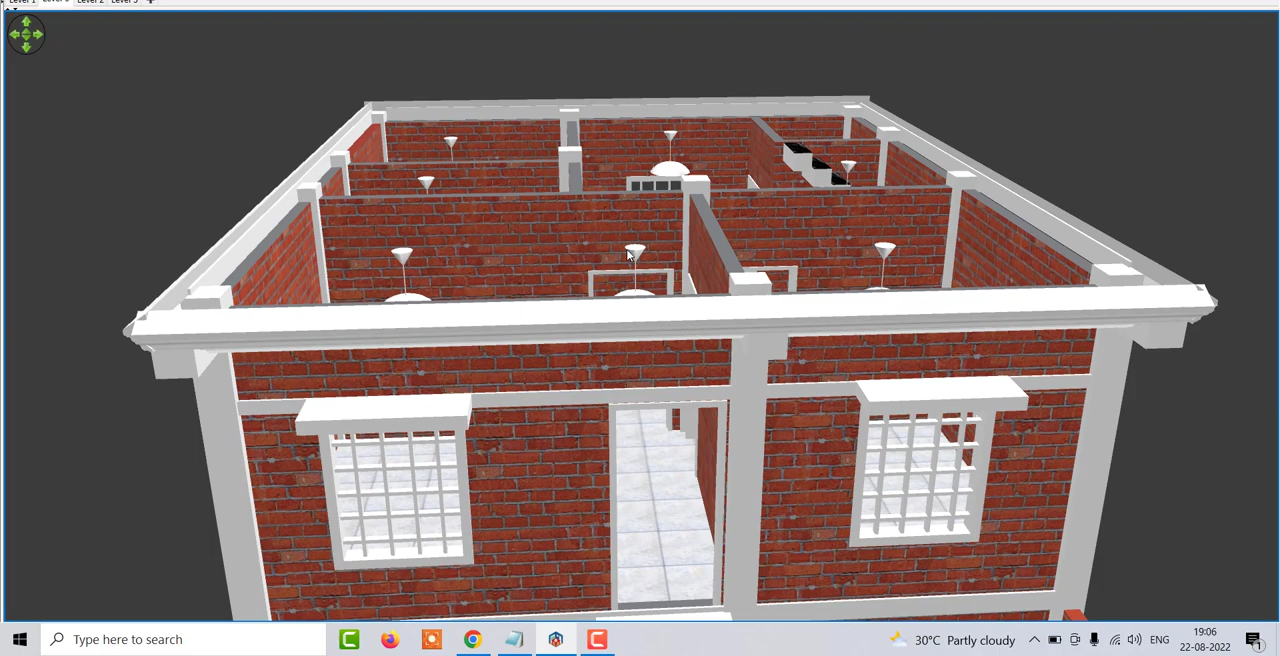 Level 1 Level 2 Level 3
Type here to search
30°C Partly cloudy
ENG
19:06
22-08-2022
1